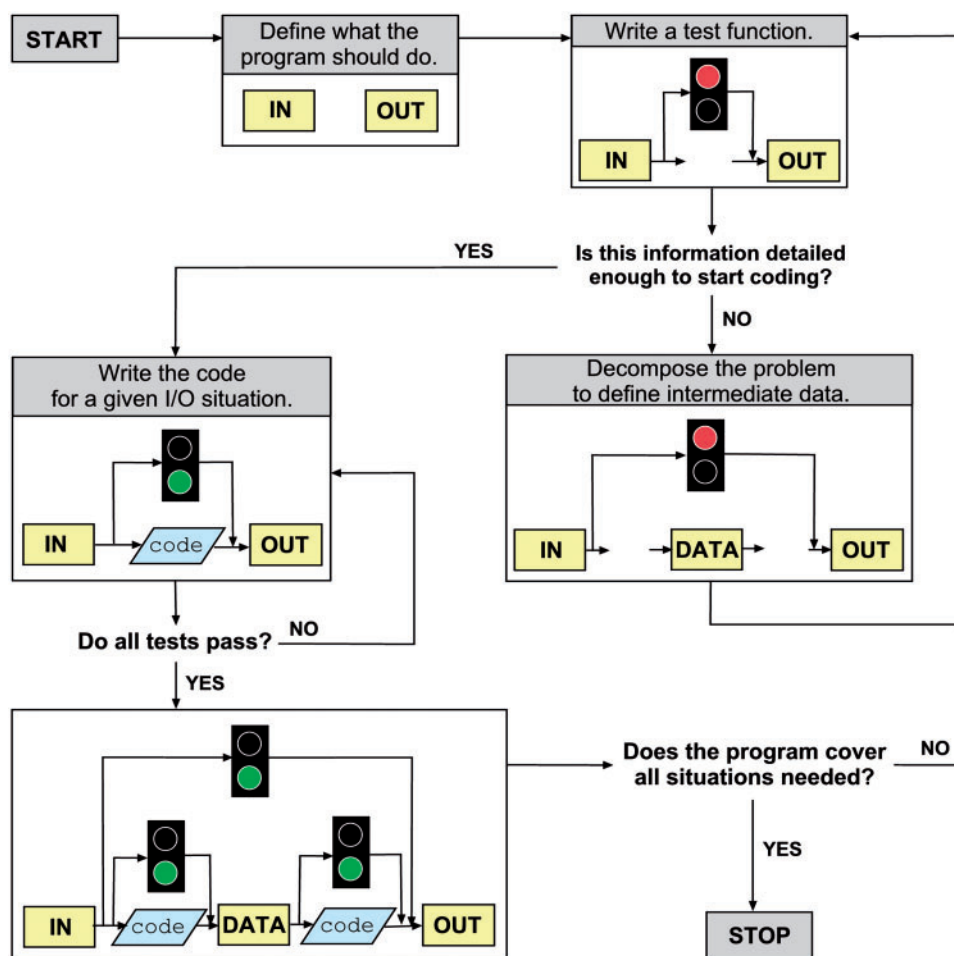 START
Define what the
program should do.
IN
OUT
Write a test function.
IN
OUT
Is this information detailed
enough to start coding?
YES
NO
Write the code
for a given I/O situation.
IN
code
OUT
Decompose the problem
to define intermediate data.
IN
DATA
OUT
Do all tests pass?
NO
YES
IN
code
DATA
code
OUT
Does the program cover
all situations needed?
NO
YES
STOP